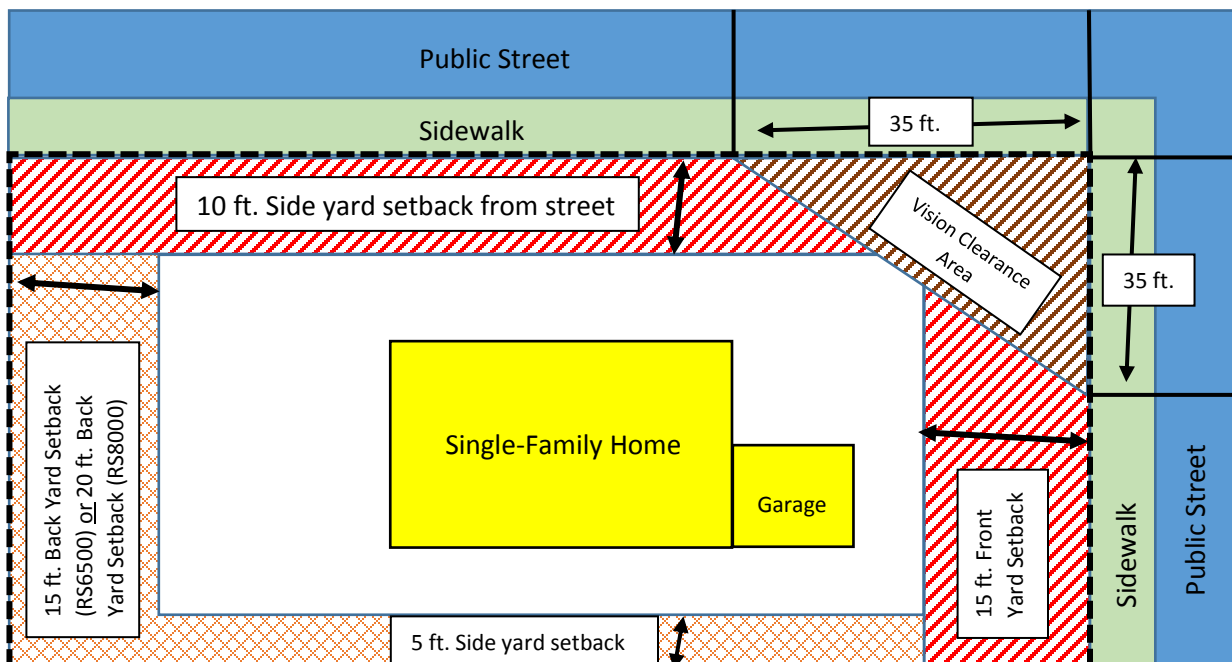 Public Street
Sidewalk
35 ft.
10 ft. Side yard setback from street
Vision Clearance
Area
35 ft.
15 ft. Back Yard Setback
(RS6500) or 20 ft. Back
Yard Setback (RS8000)
Single-Family Home
Garage
15 ft. Front
Yard Setback
Sidewalk
Public Street
5 ft. Side yard setback